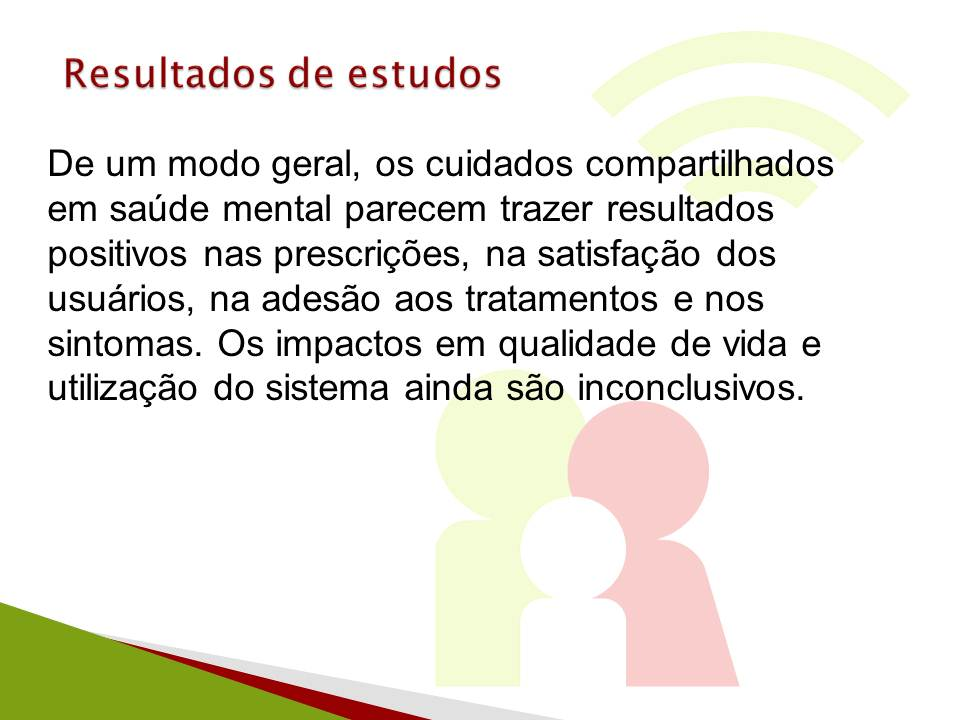 Resultados de estudos
De um modo geral, os cuidados compartilhados
em saúde mental parecem trazer resultados
positivos nas prescrições, na satisfação dos
usuários, na adesão aos tratamentos e nos
sintomas. Os impactos em qualidade de vida e
utilização do sistema ainda são inconclusivos.